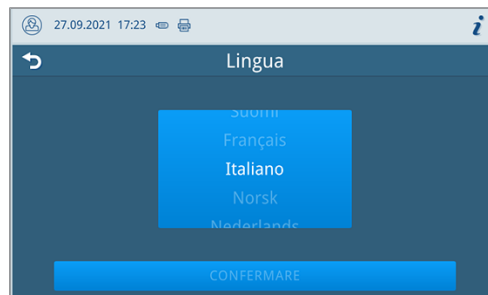 27.09.2021 17:23
i
Lingua
Suomi
Français
Italiano
Norsk
Nederlands
CONFERMARE